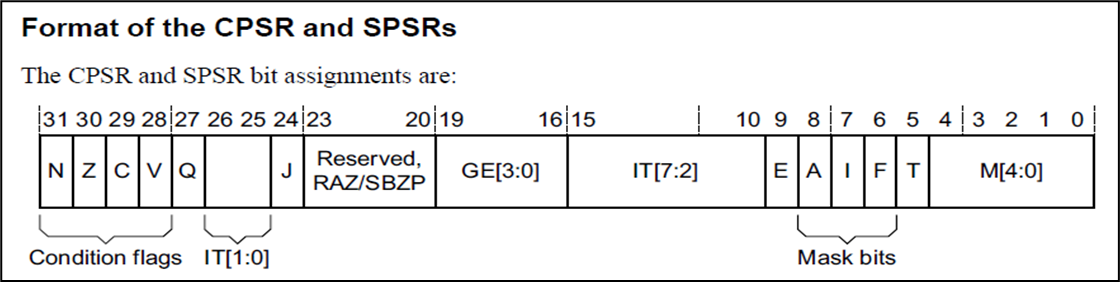 Format of the CPSR and SPSRs
The CPSR and SPSR bit assignments are:
31 30 29 28 27 26 25 24 23 20 19 16 15 10 9 8 7 6 5 4 3 2 1 0
N Z C V Q J Reserved, RAZ/SBZP GE[3:0] IT[7:2] E A I F T M[4:0]
Condition flags IT[1:0] Mask bits